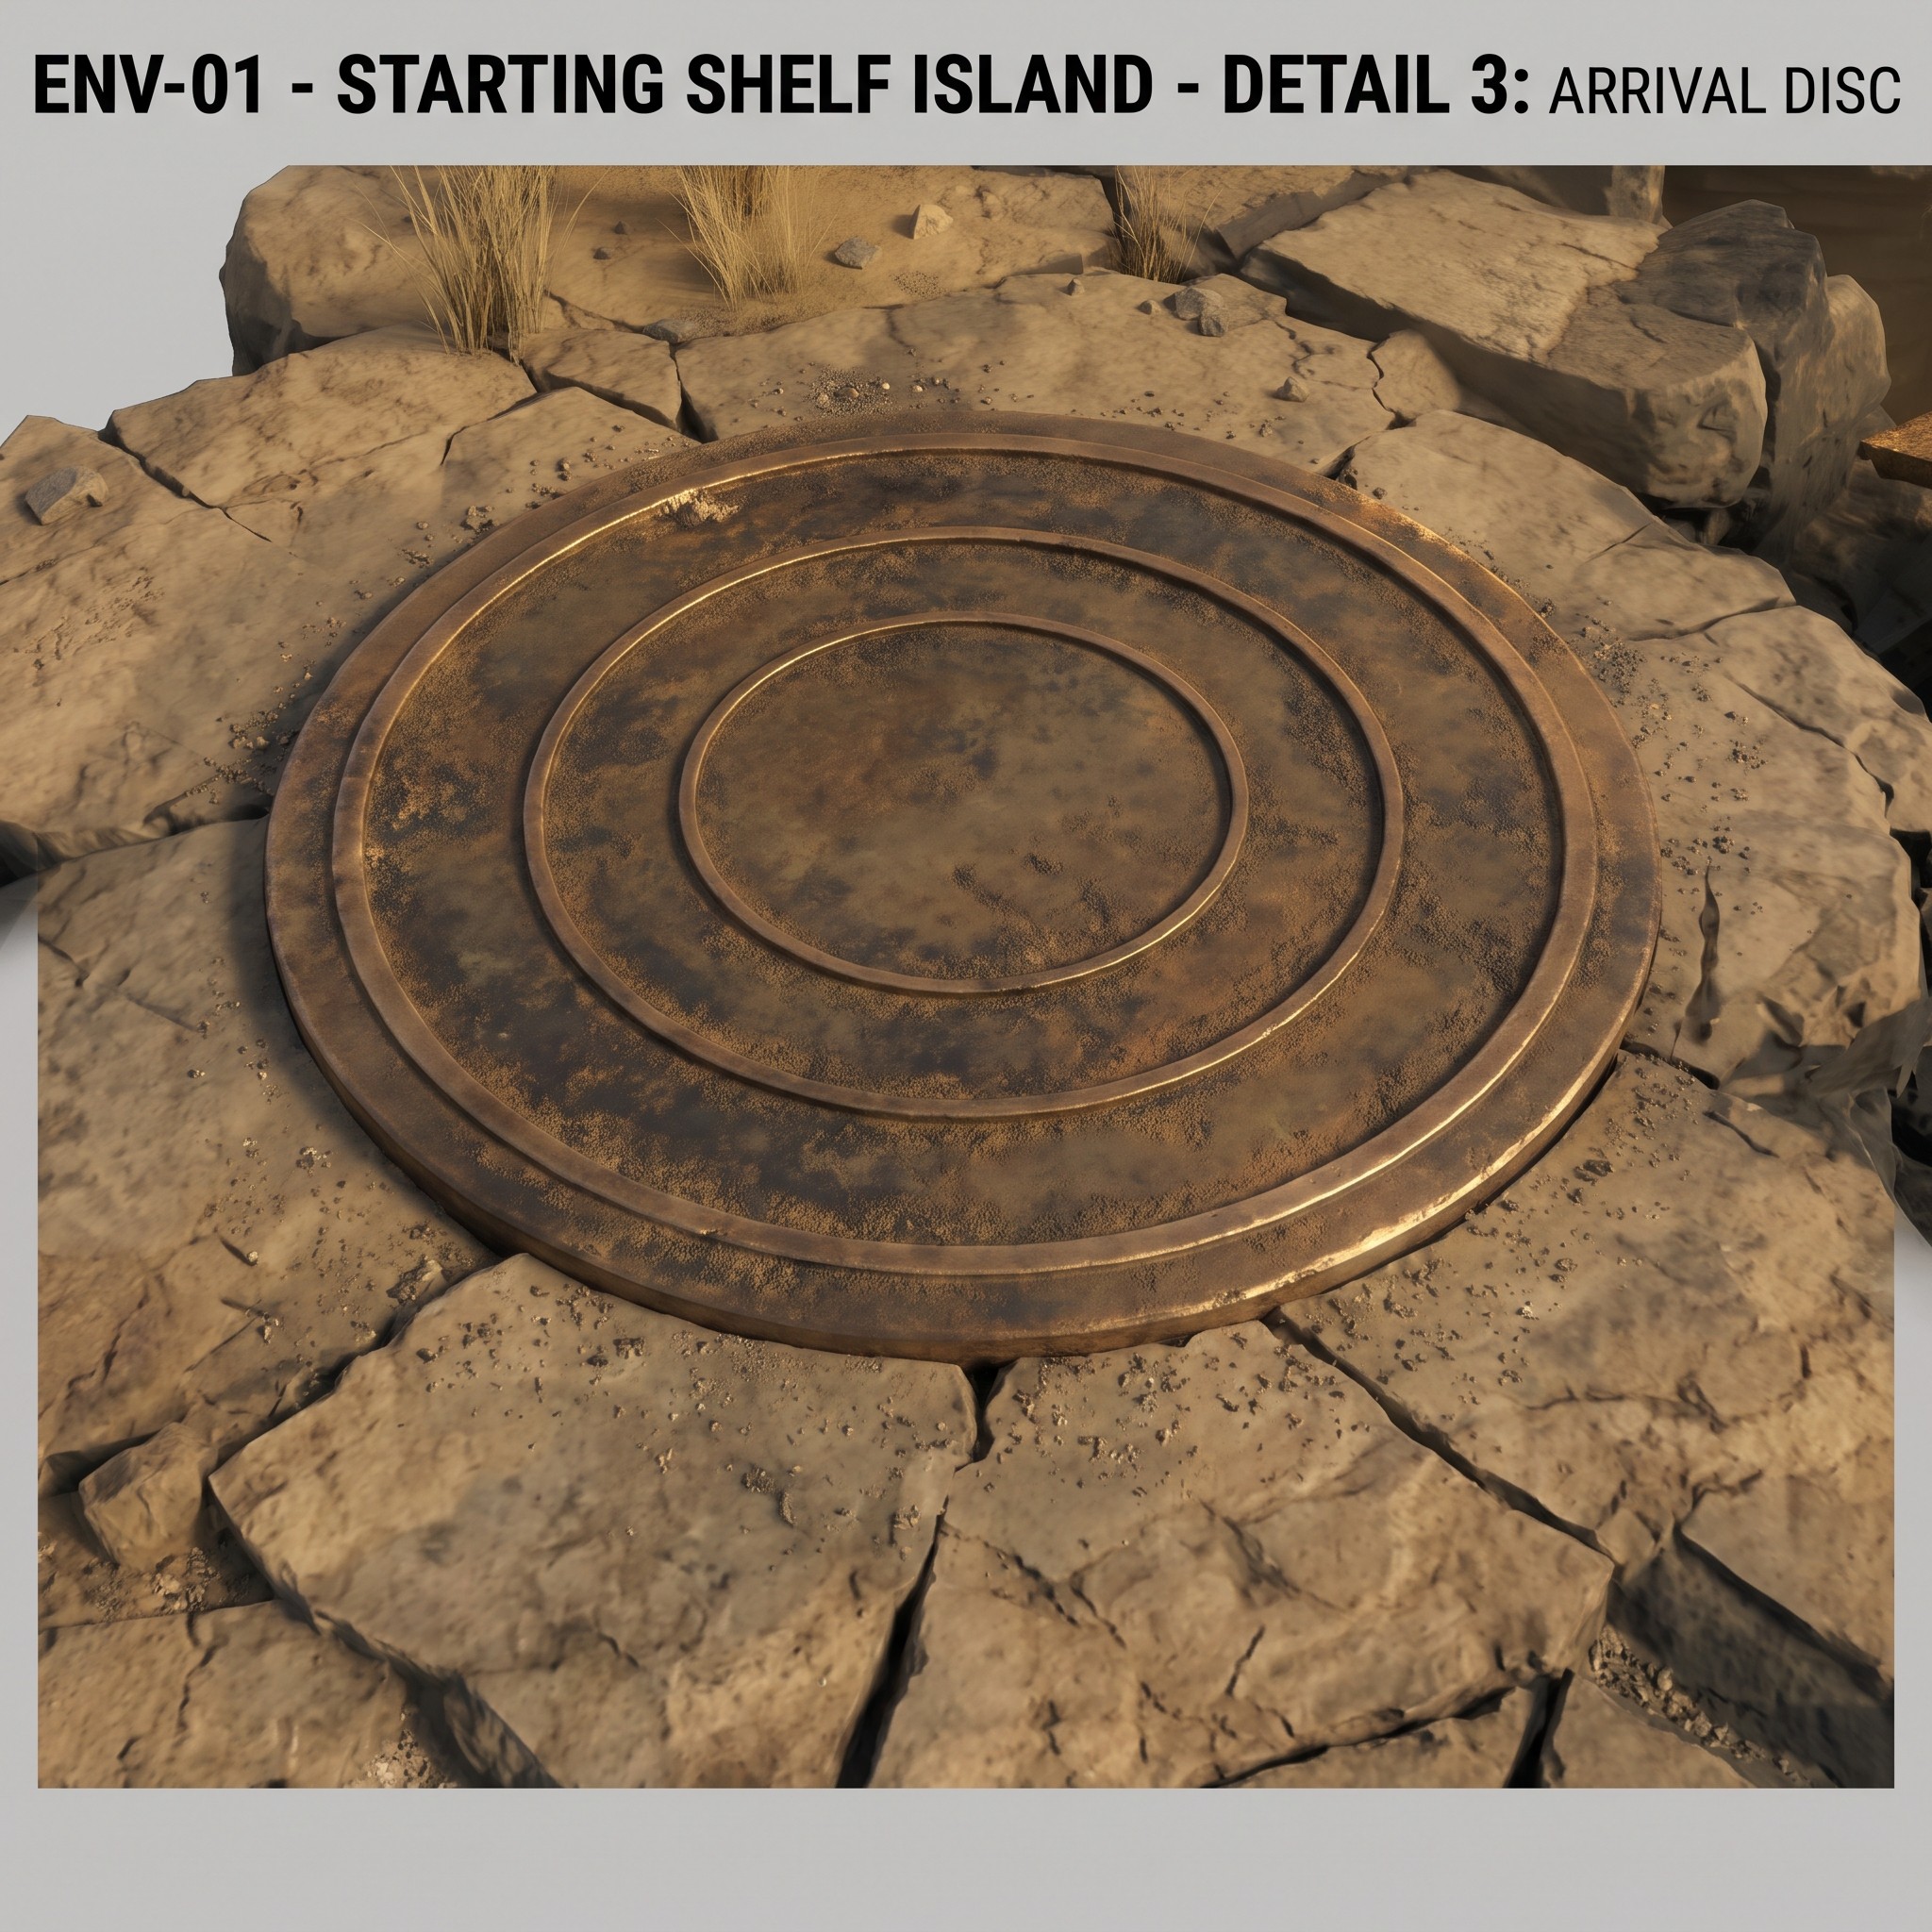 ENV-01 - STARTING SHELF ISLAND - DETAIL 3: ARRIVAL DISC